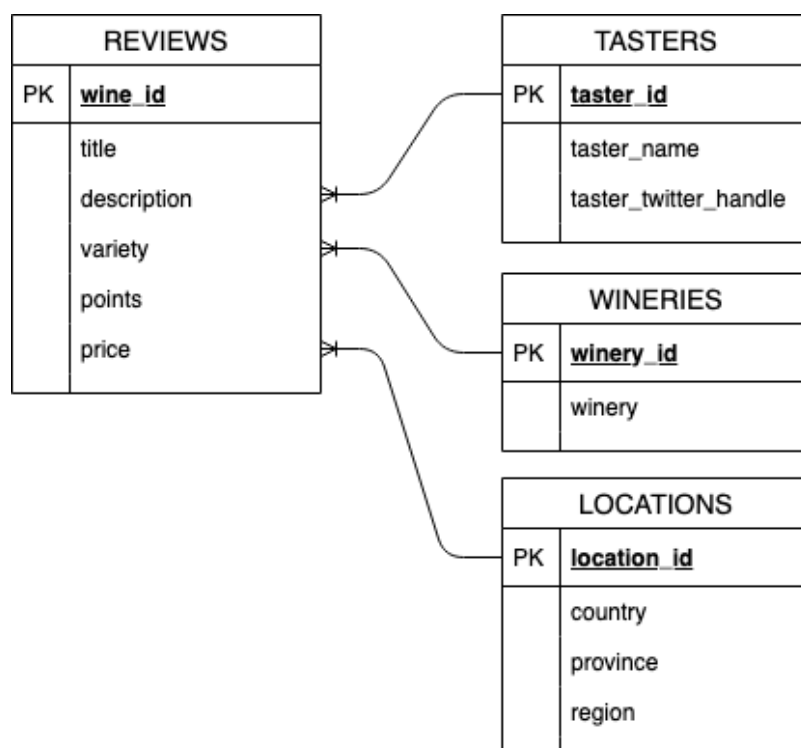 REVIEWS
PK wine_id
title
description
variety
points
price
TASTERS
PK taster_id
taster_name
taster_twitter_handle
WINERIES
PK winery_id
winery
LOCATIONS
PK location_id
country
province
region